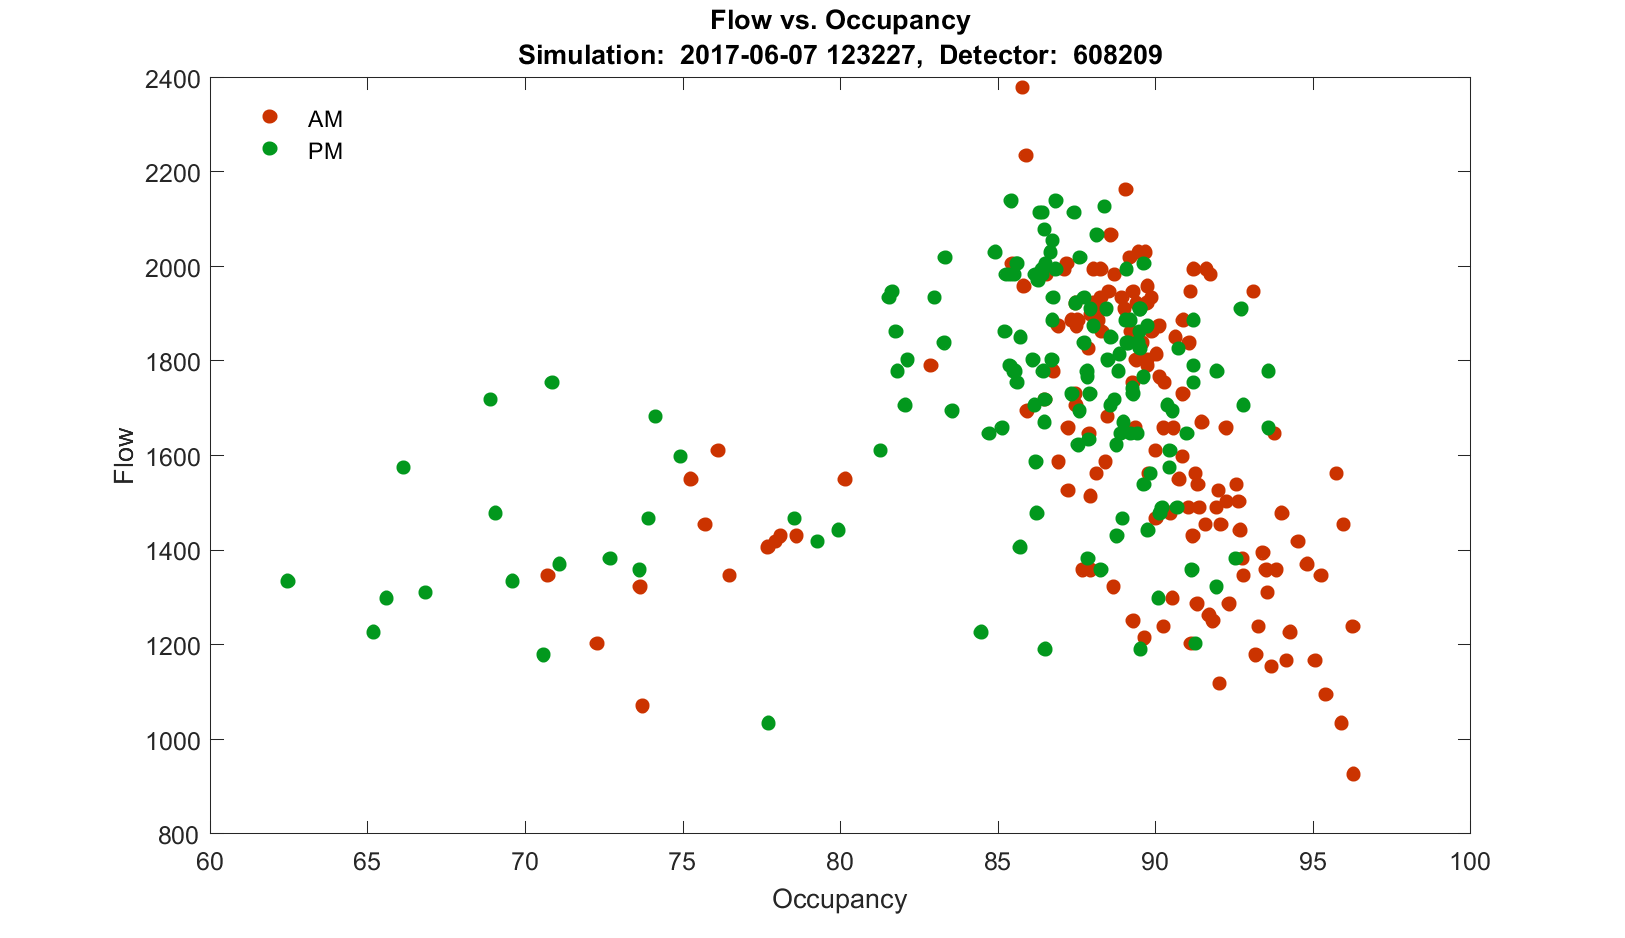 Flow vs. Occupancy
Simulation:  2017-06-07 123227,  Detector:  608209
2400
2200
2000
1800
1600
1400
1200
1000
800
Flow
AM
PM
60 65 70 75 80 85 90 95 100
Occupancy